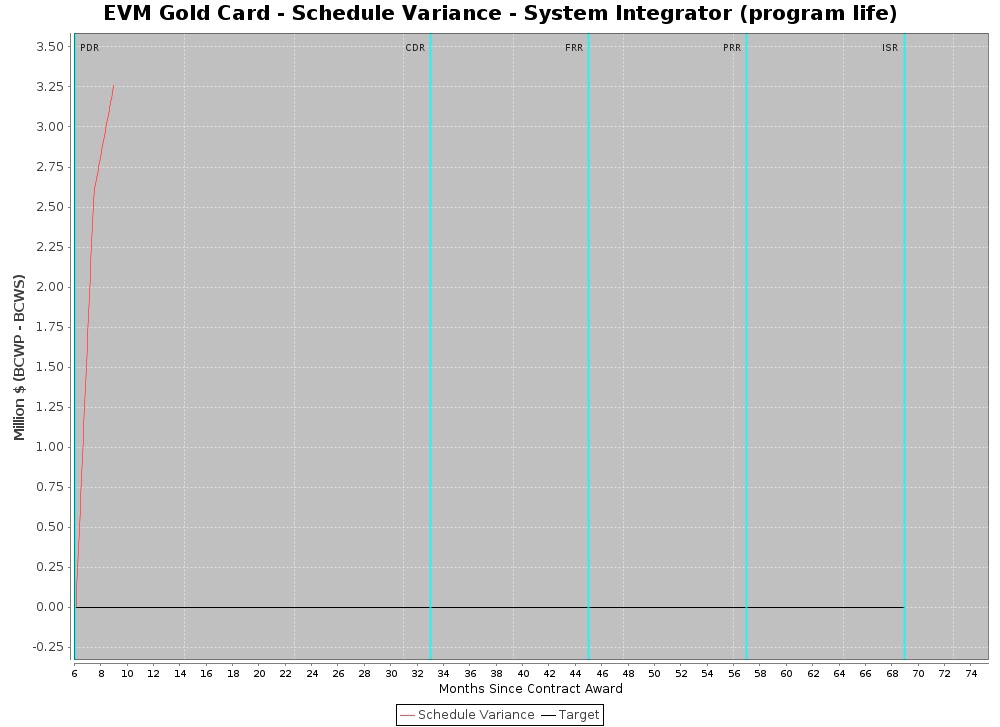 EVM Gold Card - Schedule Variance - System Integrator (program life)
PDR CDR FRR PRR ISR
Million $ (BCWP - BCWS)
3.50
3.25
3.00
2.75
2.50
2.25
2.00
1.75
1.50
1.25
1.00
0.75
0.50
0.25
0.00
-0.25
6 8 10 12 14 16 18 20 22 24 26 28 30 32 34 36 38 40 42 44 46 48 50 52 54 56 58 60 62 64 66 68 70 72 74
Months Since Contract Award
Schedule Variance Target